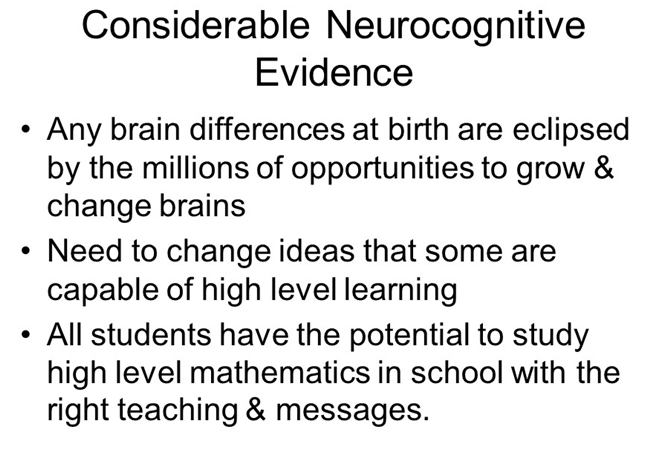 Considerable Neurocognitive
Evidence
• Any brain differences at birth are eclipsed
by the millions of opportunities to grow &
change brains
• Need to change ideas that some are
capable of high level learning
• All students have the potential to study
high level mathematics in school with the
right teaching & messages.